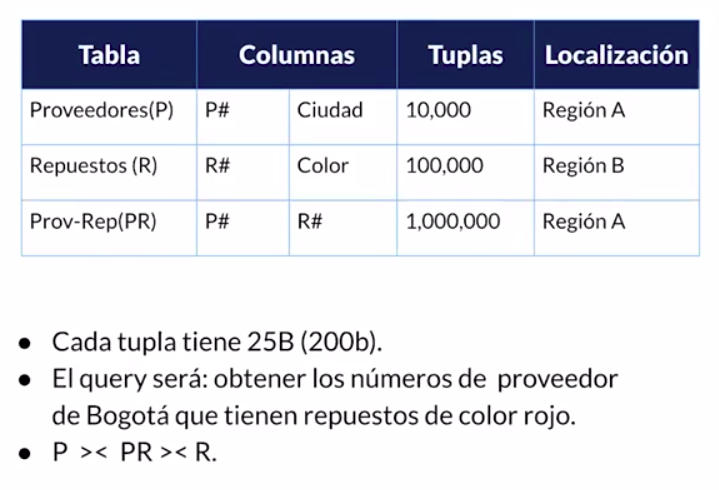 Tabla Columnas Tuplas Localización
Proveedores(P) P# Ciudad 10,000 Región A
Repuestos (R) R# Color 100,000 Región B
Prov-Rep(PR) P# R# 1,000,000 Región A
● Cada tupla tiene 25B (200b).
● El query será: obtener los números de proveedor
de Bogotá que tienen repuestos de color rojo.
● P >< PR >< R.